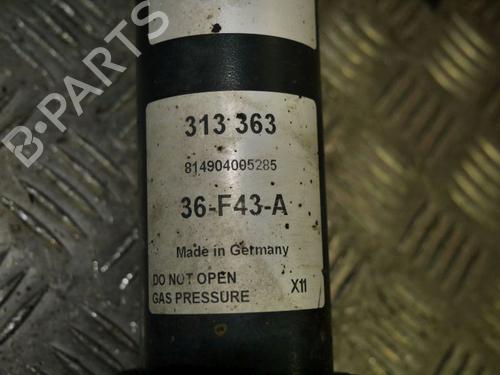 B-PARTS
313 363
814904005285
36-F43-A
Made in Germany
DO NOT OPEN
GAS PRESSURE X11